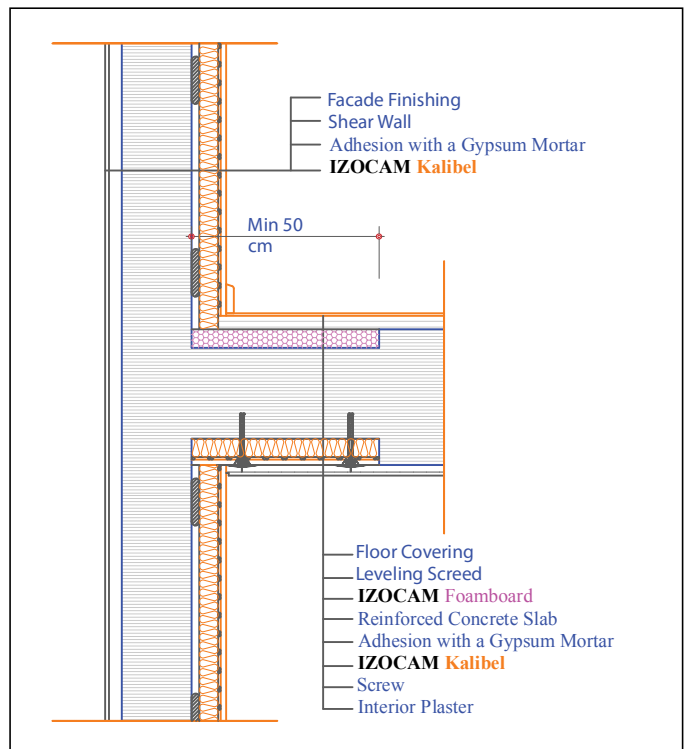 Facade Finishing
Shear Wall
Adhesion with a Gypsum Mortar
IZOCAM Kalibel
Min 50
cm
Floor Covering
Leveling Screed
IZOCAM Foamboard
Reinforced Concrete Slab
Adhesion with a Gypsum Mortar
IZOCAM Kalibel
Screw
Interior Plaster